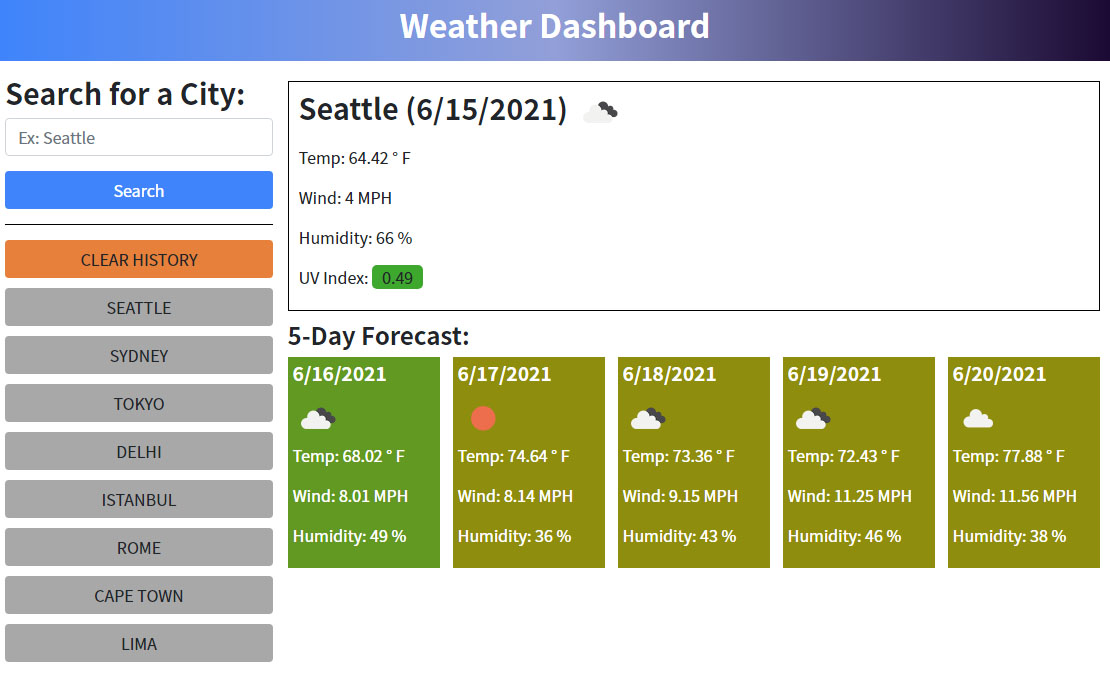 Weather Dashboard
Search for a City:
Ex: Seattle
Search
CLEAR HISTORY
SEATTLE
SYDNEY
TOKYO
DELHI
ISTANBUL
ROME
CAPE TOWN
LIMA
Seattle (6/15/2021)
Temp: 64.42 ° F
Wind: 4 MPH
Humidity: 66 %
UV Index: 0.49
5-Day Forecast:
6/16/2021
Temp: 68.02 ° F
Wind: 8.01 MPH
Humidity: 49 %
6/17/2021
Temp: 74.64 ° F
Wind: 8.14 MPH
Humidity: 36 %
6/18/2021
Temp: 73.36 ° F
Wind: 9.15 MPH
Humidity: 43 %
6/19/2021
Temp: 72.43 ° F
Wind: 11.25 MPH
Humidity: 46 %
6/20/2021
Temp: 77.88 ° F
Wind: 11.56 MPH
Humidity: 38 %